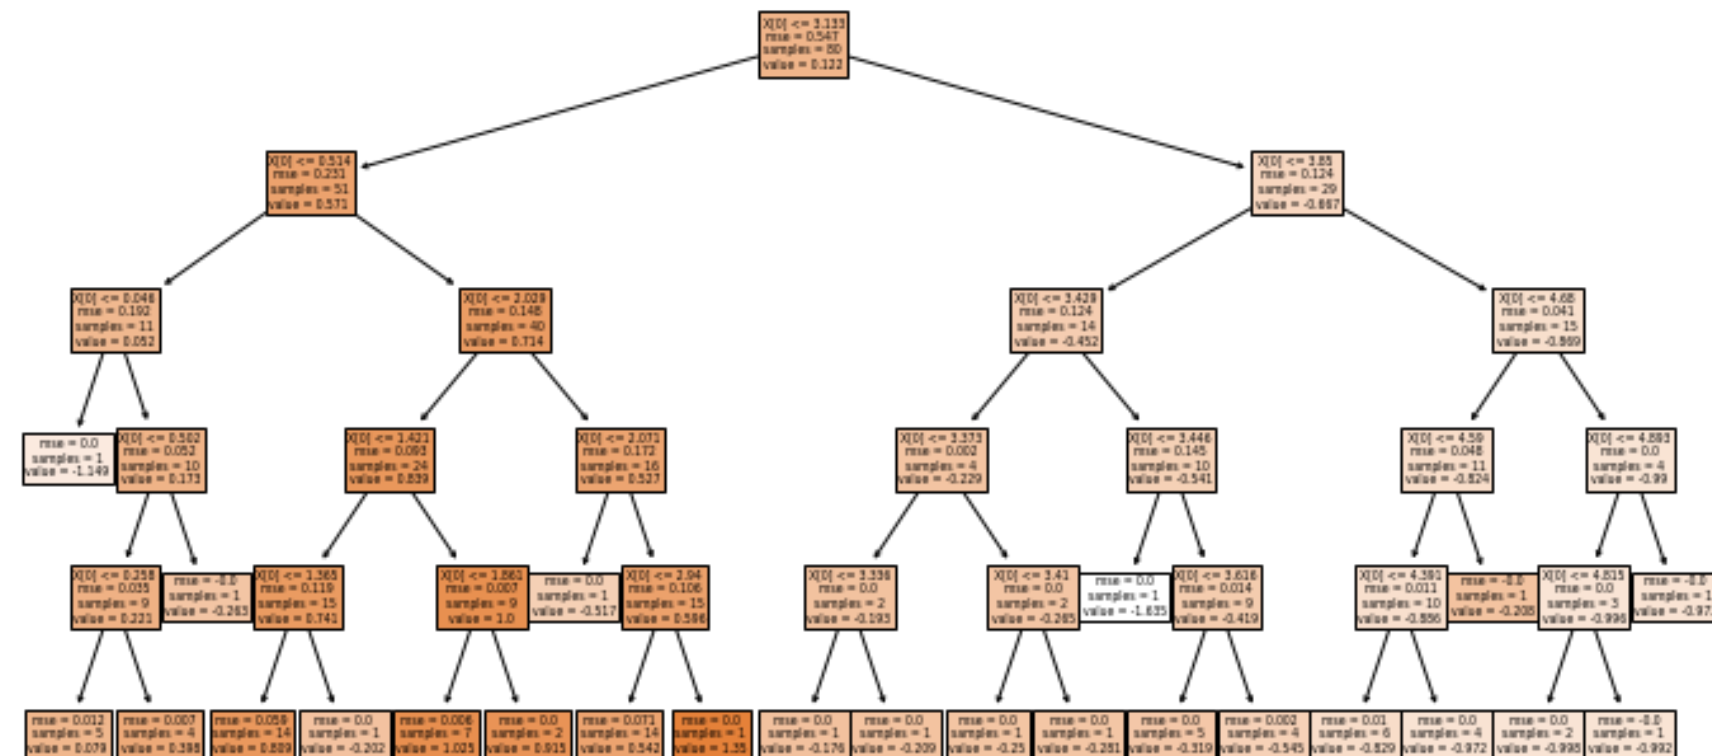 X[0] <= 3.133
mse = 0.547
samples = 80
value = 0.122
X[0] <= 0.514
mse = 0.231
samples = 51
value = 0.571
X[0] <= 3.85
mse = 0.124
samples = 29
value = -0.667
X[0] <= 0.046
mse = 0.192
samples = 11
value = 0.052
X[0] <= 2.029
mse = 0.148
samples = 40
value = 0.714
X[0] <= 3.429
mse = 0.124
samples = 14
value = -0.452
X[0] <= 4.68
mse = 0.041
samples = 15
value = -0.869
mse = 0.0
samples = 1
value = -1.149
X[0] <= 0.502
mse = 0.052
samples = 10
value = 0.173
X[0] <= 1.421
mse = 0.093
samples = 24
value = 0.839
X[0] <= 2.071
mse = 0.172
samples = 16
value = 0.527
X[0] <= 3.373
mse = 0.002
samples = 4
value = -0.229
X[0] <= 3.446
mse = 0.145
samples = 10
value = -0.541
X[0] <= 4.59
mse = 0.048
samples = 11
value = -0.824
X[0] <= 4.893
mse = 0.0
samples = 4
value = -0.99
X[0] <= 0.258
mse = 0.035
samples = 9
value = 0.221
mse = -0.0
samples = 1
value = -0.263
X[0] <= 1.365
mse = 0.119
samples = 15
value = 0.741
X[0] <= 1.861
mse = 0.007
samples = 9
value = 1.0
mse = 0.0
samples = 1
value = -0.517
X[0] <= 2.94
mse = 0.106
samples = 15
value = 0.596
X[0] <= 3.336
mse = 0.0
samples = 2
value = -0.193
X[0] <= 3.41
mse = 0.0
samples = 2
value = -0.265
mse = 0.0
samples = 1
value = -1.635
X[0] <= 3.616
mse = 0.014
samples = 9
value = -0.419
X[0] <= 4.391
mse = 0.011
samples = 10
value = -0.886
mse = -0.0
samples = 1
value = -0.208
X[0] <= 4.815
mse = 0.0
samples = 3
value = -0.996
mse = -0.0
samples = 1
value = -0.97
mse = 0.012
samples = 5
value = 0.079
mse = 0.007
samples = 4
value = 0.398
mse = 0.059
samples = 14
value = 0.809
mse = 0.0
samples = 1
value = -0.202
mse = 0.006
samples = 7
value = 1.025
mse = 0.0
samples = 2
value = 0.915
mse = 0.071
samples = 14
value = 0.542
mse = 0.0
samples = 1
value = 1.35
mse = 0.0
samples = 1
value = -0.176
mse = 0.0
samples = 1
value = -0.209
mse = 0.0
samples = 1
value = -0.25
mse = 0.0
samples = 1
value = -0.281
mse = 0.0
samples = 5
value = -0.319
mse = 0.002
samples = 4
value = -0.545
mse = 0.01
samples = 6
value = -0.829
mse = 0.0
samples = 4
value = -0.972
mse = 0.0
samples = 2
value = -0.998
mse = -0.0
samples = 1
value = -0.992